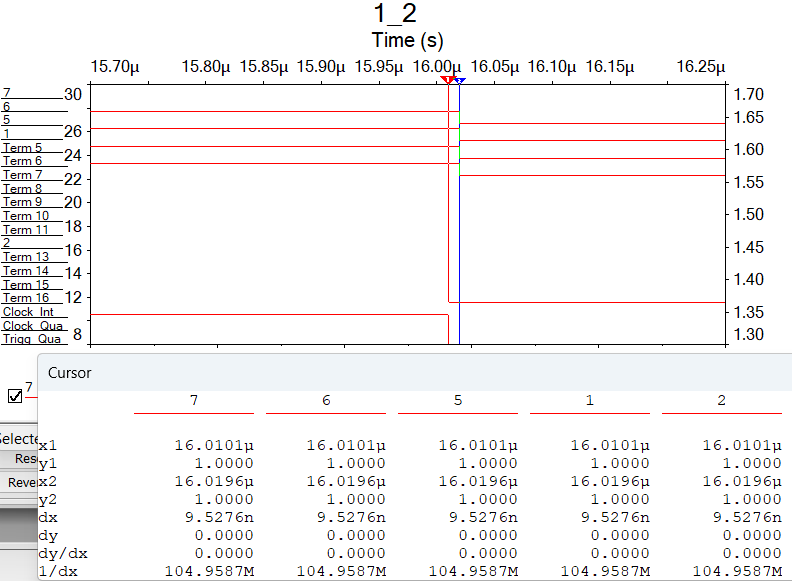 1_2
Time (s)
15.70µ 15.80µ 15.85µ 15.90µ 15.95µ 16.00µ 16.05µ 16.10µ 16.15µ 16.25µ
7 30 1.70
6
5 1.65
1 26
Term 5 1.60
Term 6 24
Term 7
Term 8 22 1.55
Term 9 20
Term 10 1.50
Term 11 18
2 1.45
Term 13 16
Term 14 14 1.40
Term 15
Term 16 12
Clock_Int 1.35
Clock_Qua
Trigg_Qua 8 1.30
Cursor
7
7 6 5 1 2
Selecte
x1 16.0101µ 16.0101µ 16.0101µ 16.0101µ 16.0101µ
Res
y1 1.0000 1.0000 1.0000 1.0000 1.0000
Reve
x2 16.0196µ 16.0196µ 16.0196µ 16.0196µ 16.0196µ
y2 1.0000 1.0000 1.0000 1.0000 1.0000
dx 9.5276n 9.5276n 9.5276n 9.5276n 9.5276n
dy 0.0000 0.0000 0.0000 0.0000 0.0000
dy/dx 0.0000 0.0000 0.0000 0.0000 0.0000
1/dx 104.9587M 104.9587M 104.9587M 104.9587M 104.9587M